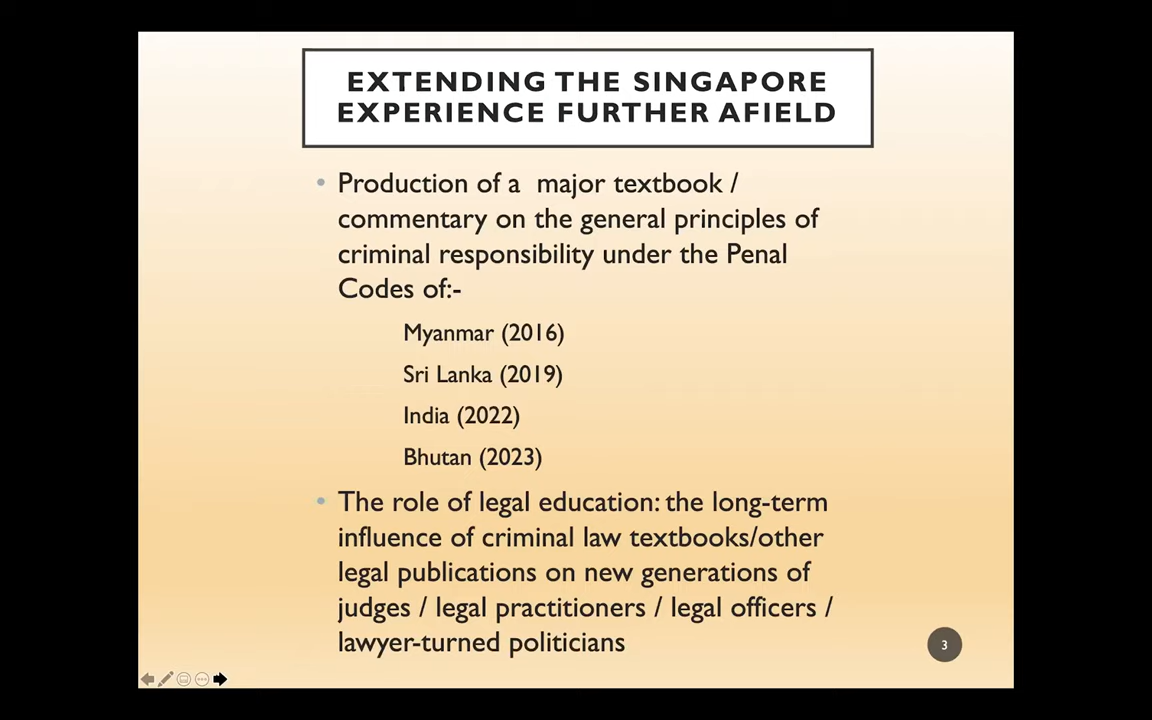 EXTENDING THE SINGAPORE
EXPERIENCE FURTHER AFIELD
• Production of a major textbook /
commentary on the general principles of
criminal responsibility under the Penal
Codes of:-
Myanmar (2016)
Sri Lanka (2019)
India (2022)
Bhutan (2023)
• The role of legal education: the long-term
influence of criminal law textbooks/other
legal publications on new generations of
judges / legal practitioners / legal officers /
lawyer-turned politicians
3